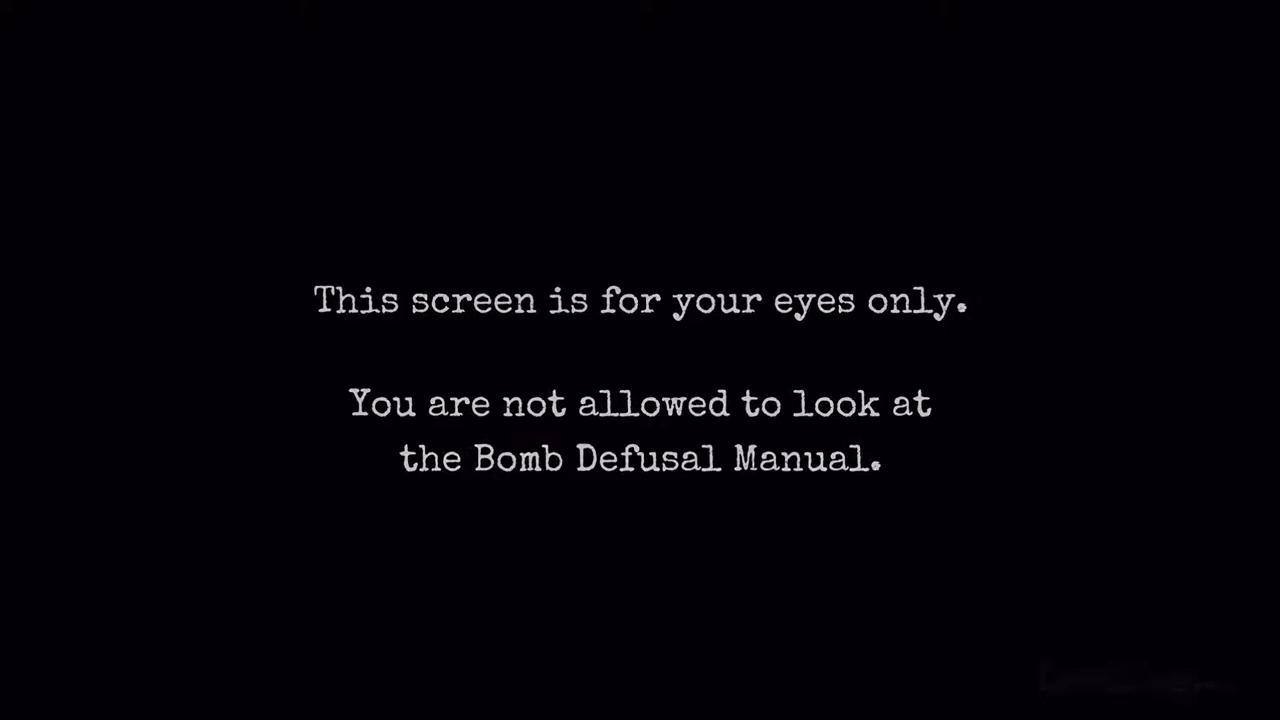 This screen is for your eyes only.
You are not allowed to look at
the Bomb Defusal Manual.